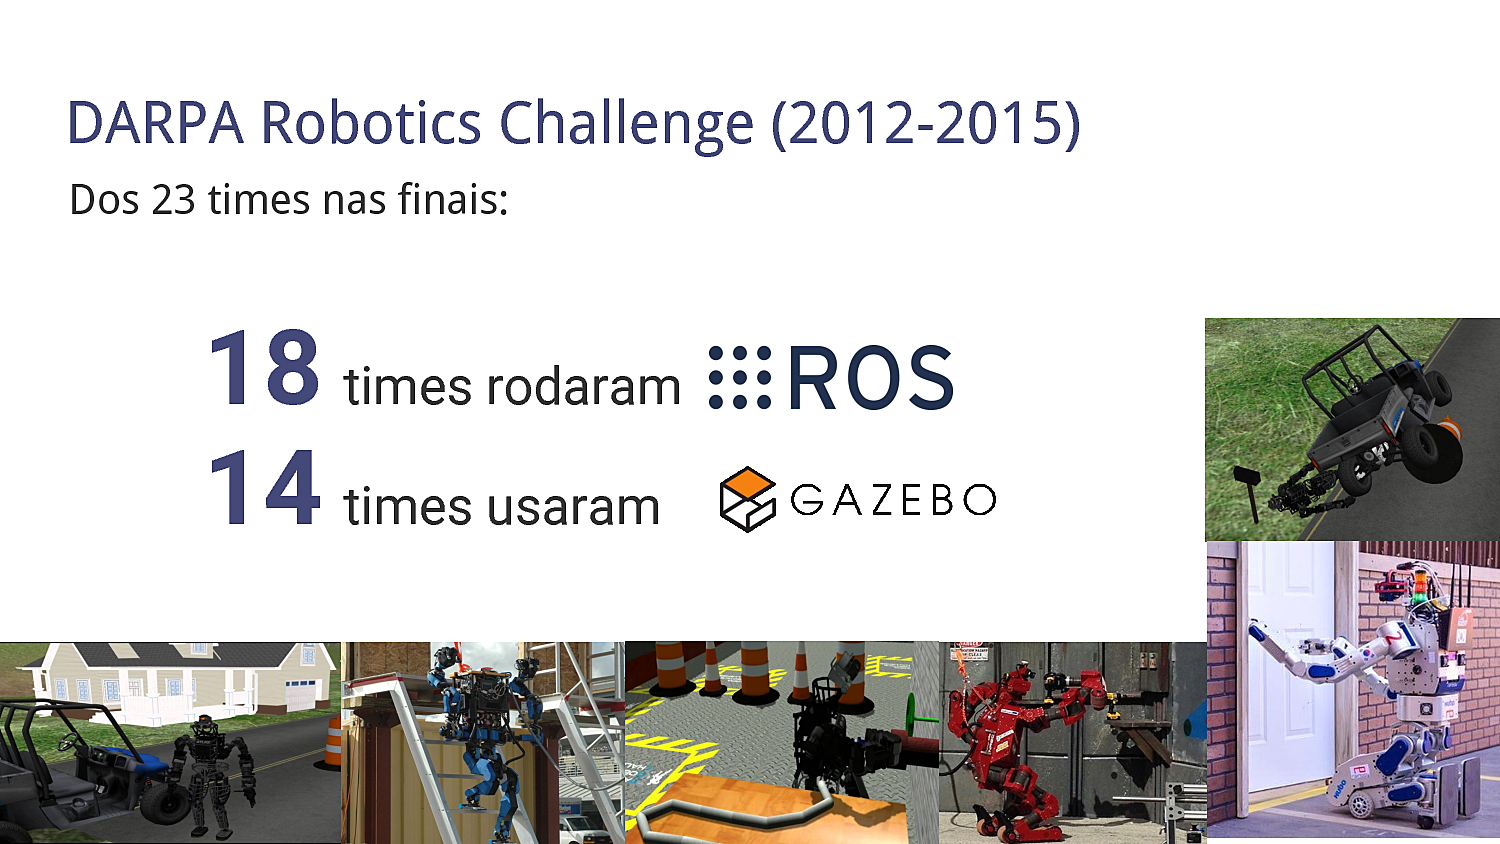 DARPA Robotics Challenge (2012-2015)
Dos 23 times nas finais:
18 times rodaram ROS
14 times usaram GAZEBO